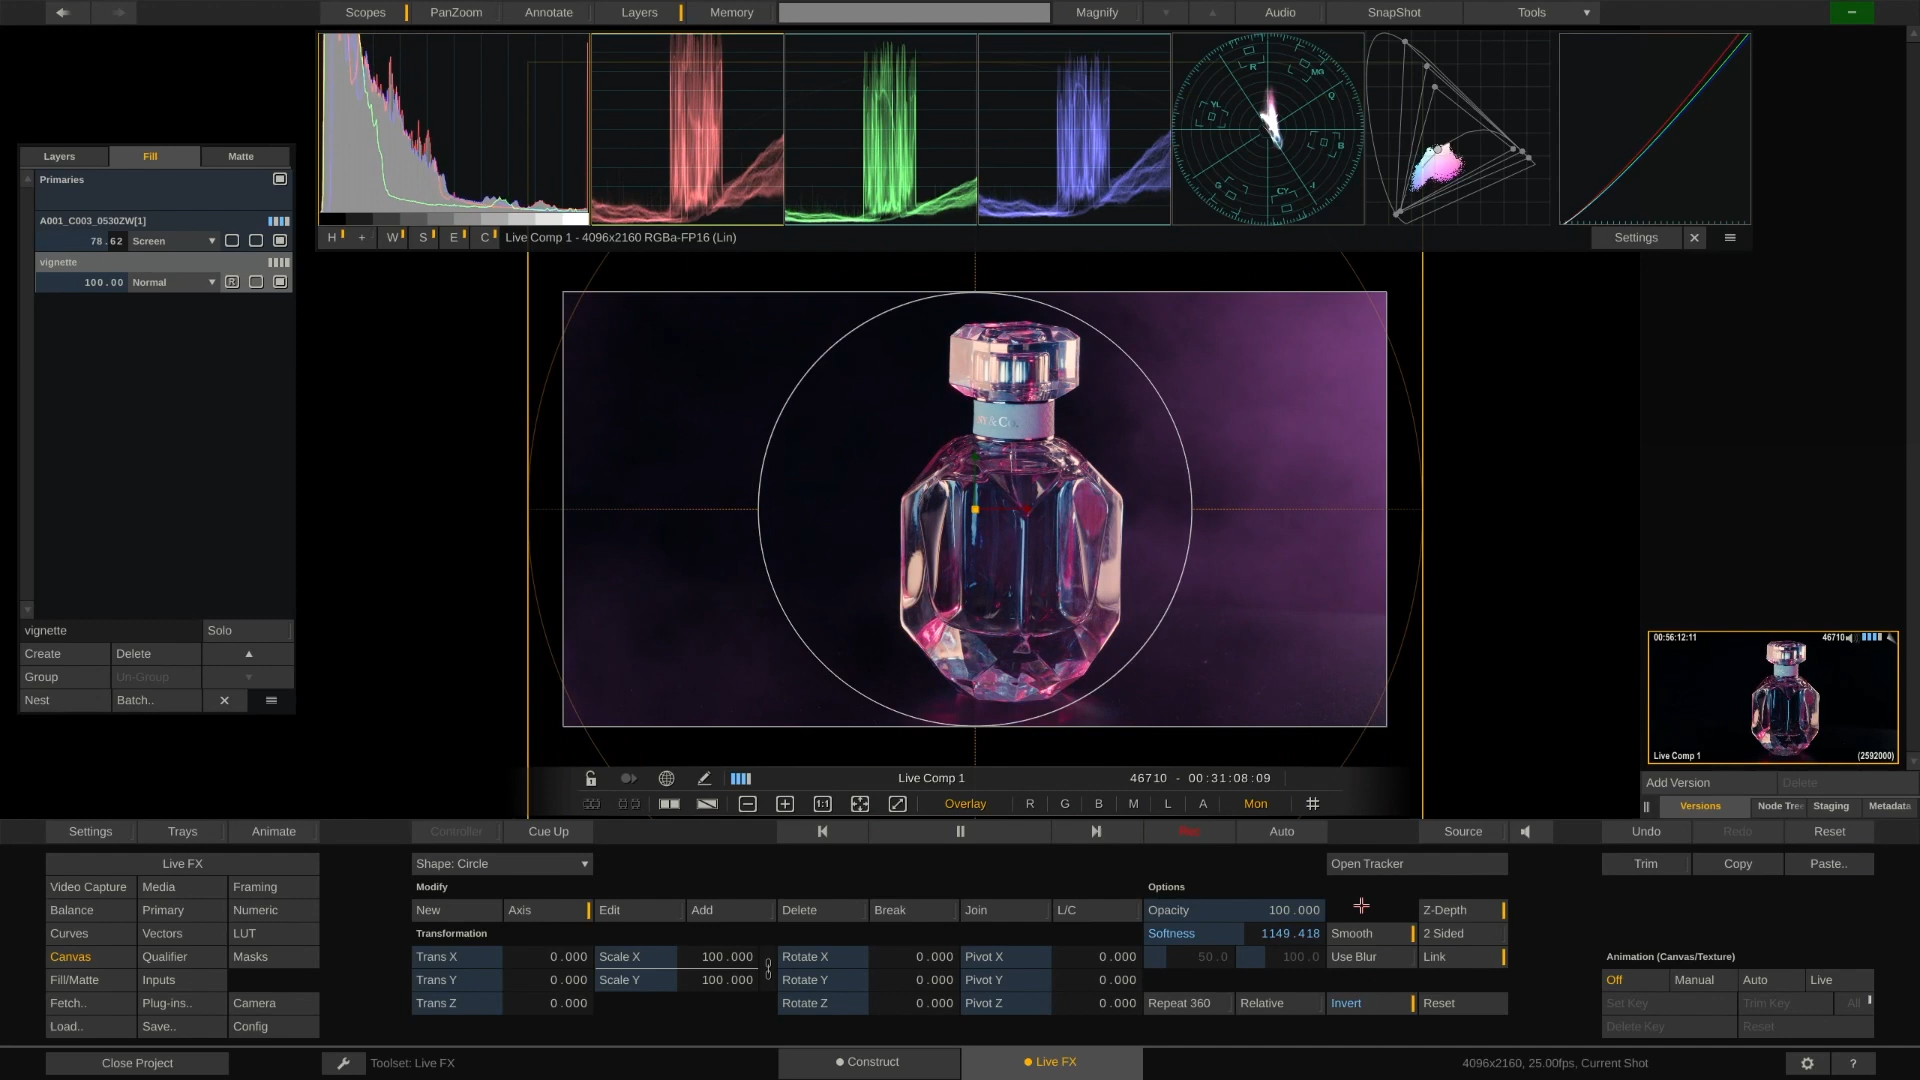 Scopes PanZoom Annotate Layers Memory Magnify Audio SnapShot Tools
R MG YL Q B G CY -I
Layers Fill Matte
Primaries
A001_C003_0530ZW[1]
78.62 Screen
vignette
100.00 Normal R
H + W S E C Live Comp 1 - 4096x2160 RGBa-FP16 (Lin) Settings
& Co.
vignette Solo
Create Delete
Group Un-Group
Nest Batch..
00:56:12:11 46710
Live Comp 1 (2592000)
Live Comp 1 46710 - 00:31:08:09
1:1 Overlay R G B M L A Mon
Add Version Delete
Versions Node Tree Staging Metadata
Settings Trays Animate Controller Cue Up Rec Auto Source Undo Redo Reset
Live FX Shape: Circle Open Tracker Trim Copy Paste..
Video Capture Media Framing Modify Options
Balance Primary Numeric New Axis Edit Add Delete Break Join L/C Opacity 100.000 Z-Depth
Curves Vectors LUT Transformation Softness 1149.418 Smooth 2 Sided
Canvas Qualifier Masks Trans X 0.000 Scale X 100.000 Rotate X 0.000 Pivot X 0.000 50.0 100.0 Use Blur Link Animation (Canvas/Texture)
Fill/Matte Inputs Trans Y 0.000 Scale Y 100.000 Rotate Y 0.000 Pivot Y 0.000 Off Manual Auto Live
Fetch.. Plug-ins.. Camera Trans Z 0.000 Rotate Z 0.000 Pivot Z 0.000 Repeat 360 Relative Invert Reset Set Key Trim Key All
Load.. Save.. Config Delete Key Reset
Close Project Toolset: Live FX Construct Live FX 4096x2160, 25.00fps, Current Shot ?